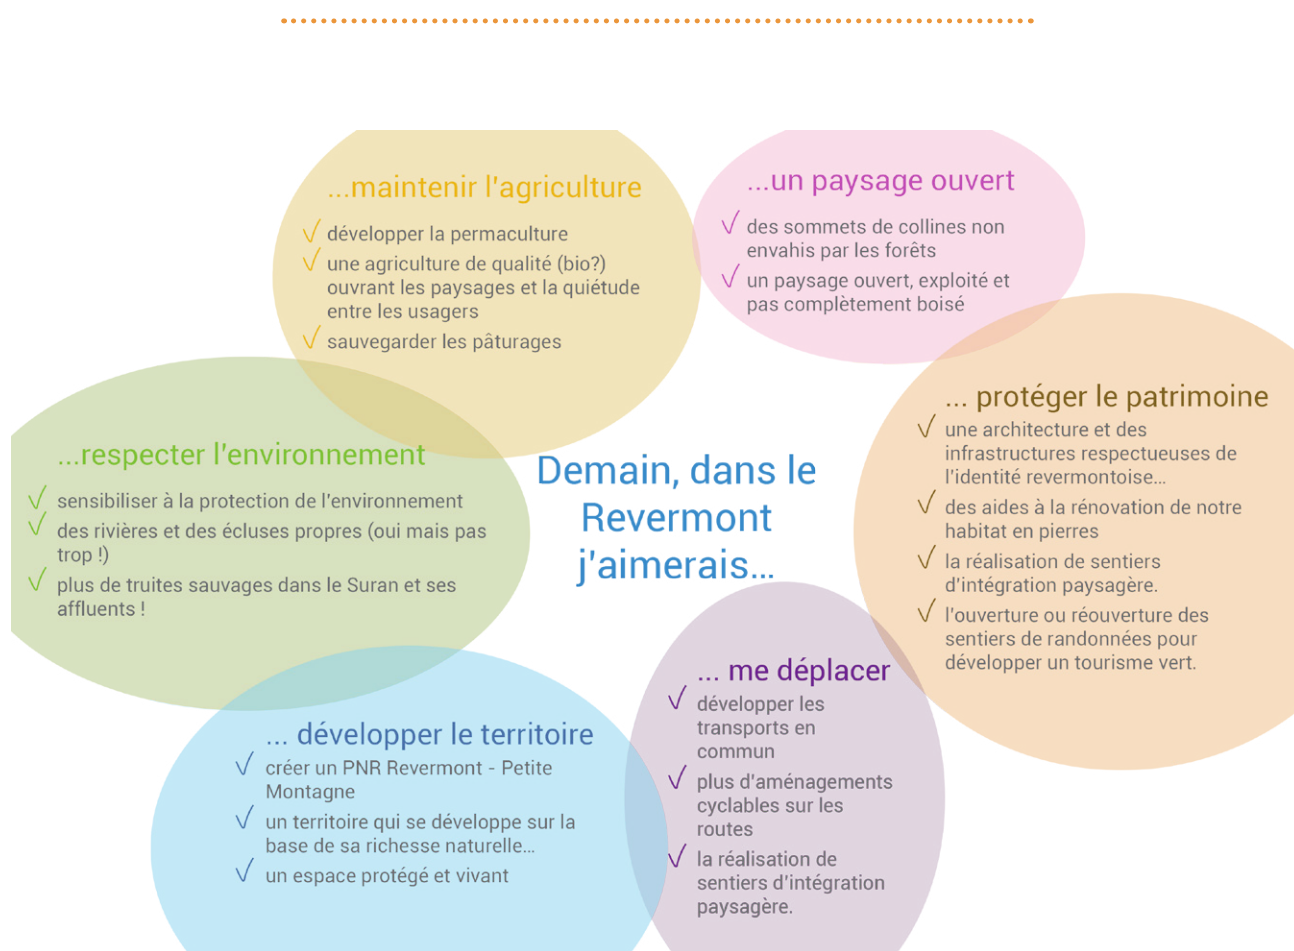 ...maintenir l'agriculture
développer la permaculture
une agriculture de qualité (bio?)
ouvrant les paysages et la quiétude
entre les usagers
sauvegarder les pâturages
...un paysage ouvert
des sommets de collines non
envahis par les forêts
un paysage ouvert, exploité et
pas complètement boisé
... protéger le patrimoine
une architecture et des
infrastructures respectueuses de
l'identité revermontoise...
des aides à la rénovation de notre
habitat en pierres
la réalisation de sentiers
d'intégration paysagère.
l'ouverture ou réouverture des
sentiers de randonnées pour
développer un tourisme vert.
...respecter l'environnement
sensibiliser à la protection de l'environnement
des rivières et des écluses propres (oui mais pas
trop !)
plus de truites sauvages dans le Suran et ses
affluents !
Demain, dans le
Revermont
j'aimerais...
... développer le territoire
créer un PNR Revermont - Petite
Montagne
un territoire qui se développe sur la
base de sa richesse naturelle...
un espace protégé et vivant
... me déplacer
développer les
transports en
commun
plus d'aménagements
cyclables sur les
routes
la réalisation de
sentiers d'intégration
paysagère.